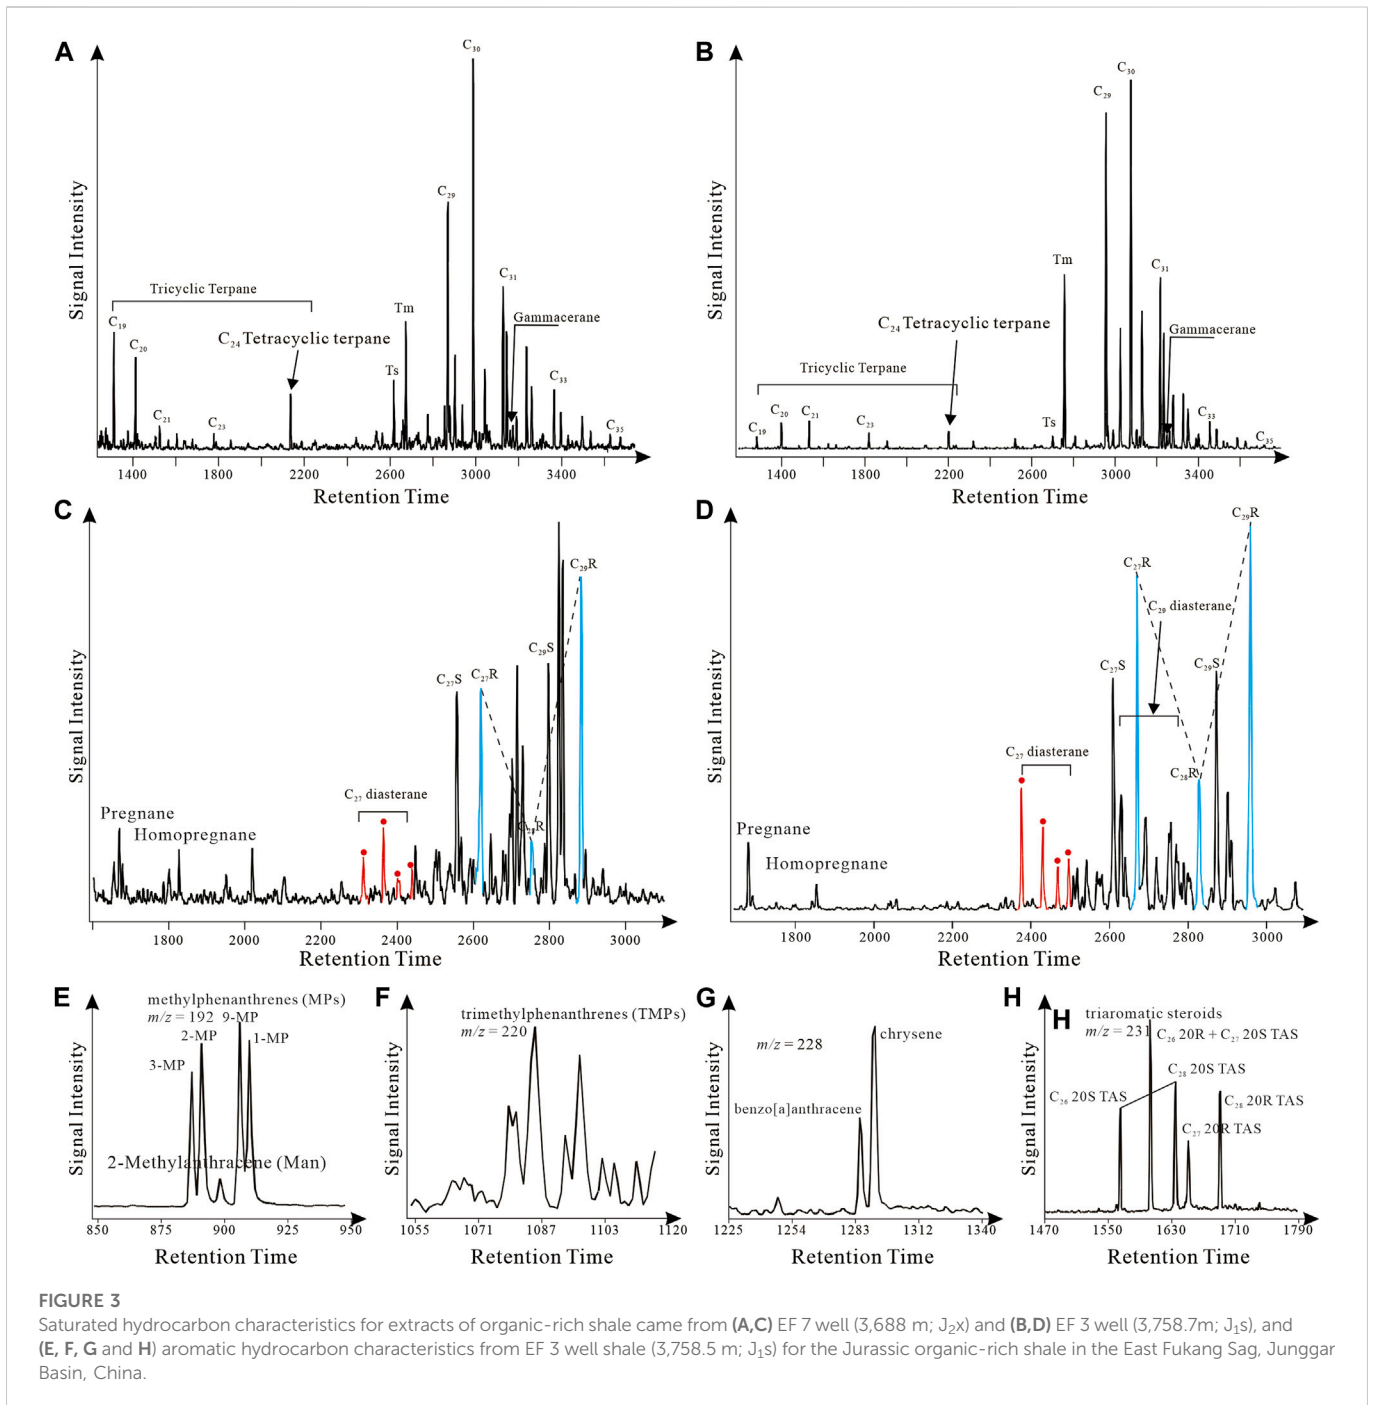 A
C30
C29
C31
Tricyclic Terpane
C19
C20
C21
C23
C24 Tetracyclic terpane
Ts
Tm
Gammacerane
C33
C35
Signal Intensity
1400 1800 2200 2600 3000 3400
Retention Time
B
C30
C29
Tm
C31
C24 Tetracyclic terpane
Gammacerane
Tricyclic Terpane
C19
C20
C21
C23
Ts
C33
C35
Signal Intensity
1400 1800 2200 2600 3000 3400
Retention Time
C
C29R
C29S
C27S
C27R
C28R
C27 diasterane
Pregnane
Homopregnane
Signal Intensity
1800 2000 2200 2400 2600 2800 3000
Retention Time
D
C29R
C27R
C29 diasterane
C27S
C29S
C27 diasterane
C28R
Pregnane
Homopregnane
Signal Intensity
1800 2000 2200 2400 2600 2800 3000
Retention Time
E
methylphenanthrenes (MPs)
m/z = 192 9-MP
2-MP 1-MP
3-MP
2-Methylanthracene (Man)
Signal Intensity
850 875 900 925 950
Retention Time
F
trimethylphenanthrenes (TMPs)
m/z = 220
Signal Intensity
1055 1071 1087 1103 1120
Retention Time
G
chrysene
m/z = 228
benzo[a]anthracene
Signal Intensity
1225 1254 1283 1312 1340
Retention Time
H
H
triaromatic steroids
m/z = 231
C26 20R + C27 20S TAS
C28 20S TAS
C26 20S TAS
C28 20R TAS
C27 20R TAS
Signal Intensity
1470 1550 1630 1710 1790
Retention Time
FIGURE 3
Saturated hydrocarbon characteristics for extracts of organic-rich shale came from (A,C) EF 7 well (3,688 m; J2x) and (B,D) EF 3 well (3,758.7m; J1s), and
(E, F, G and H) aromatic hydrocarbon characteristics from EF 3 well shale (3,758.5 m; J1s) for the Jurassic organic-rich shale in the East Fukang Sag, Junggar
Basin, China.